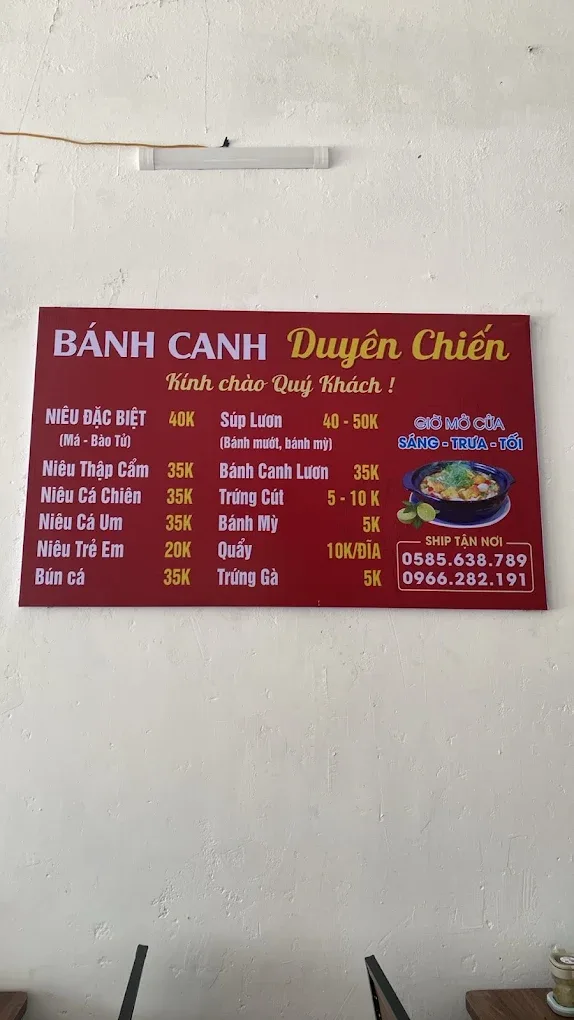 BÁNH CANH Duyên Chiến
Kính chào Quý Khách !
NIÊU ĐẶC BIỆT 40K
(Má - Bào Tử)
Niêu Thập Cẩm 35K
Niêu Cá Chiên 35K
Niêu Cá Um 35K
Niêu Trẻ Em 20K
Bún cá 35K
Súp Lươn 40 - 50K
(Bánh mướt, bánh mỳ)
Bánh Canh Lươn 35K
Trứng Cút 5 - 10 K
Bánh Mỳ 5K
Quẩy 10K/ĐĨA
Trứng Gà 5K
GIỜ MỞ CỬA
SÁNG - TRƯA - TỐI
SHIP TẬN NƠI
0585.638.789
0966.282.191